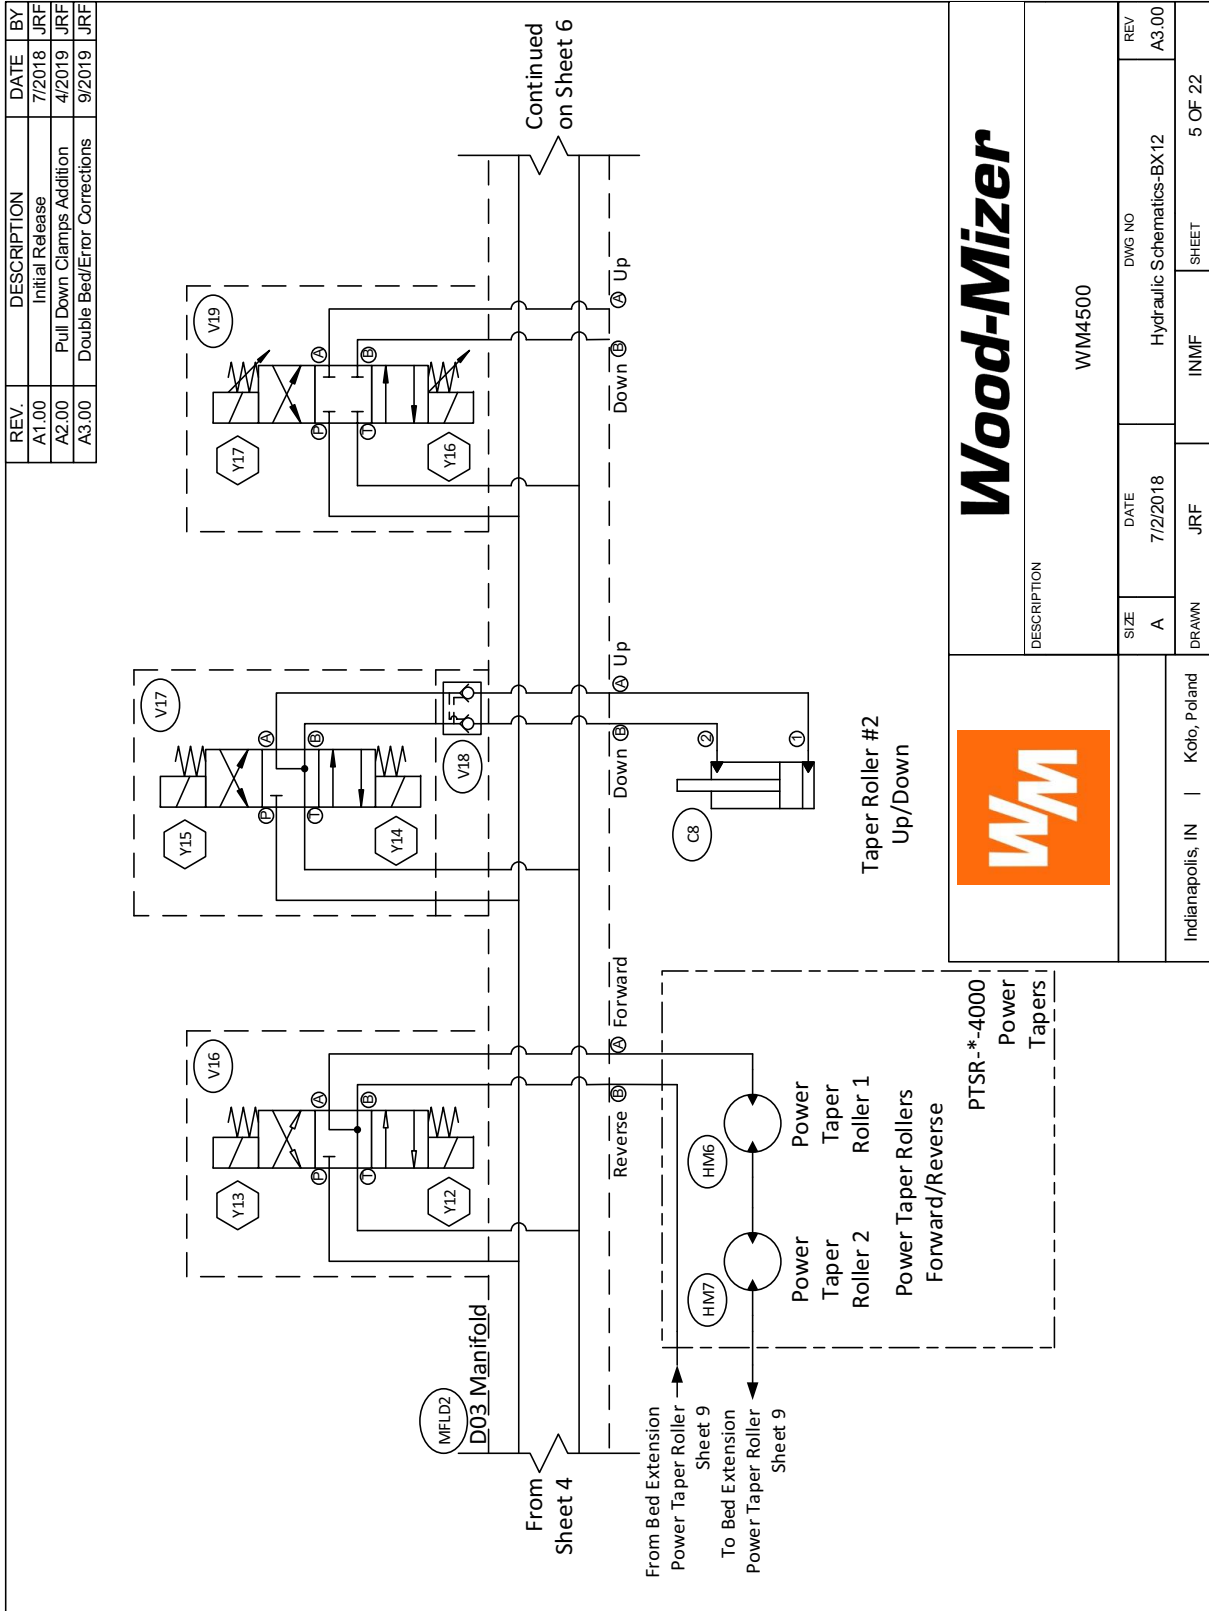 REV.
DESCRIPTION
DATE
BY
A1.00
Initial Release
7/2018
JRF
A2.00
Pull Down Clamps Addition
4/2019
JRF
A3.00
Double Bed/Error Corrections
9/2019
JRF
MFLD2
D03 Manifold
From
Sheet 4
Continued
on Sheet 6
V16
Y13
Y12
P
T
A
B
Reverse B
A Forward
V17
Y15
Y14
P
T
A
B
V18
Down B
A Up
V19
Y17
Y16
P
T
A
B
Down B
A Up
C8
2
1
Taper Roller #2
Up/Down
HM7
HM6
Power
Taper
Roller 2
Power
Taper
Roller 1
Power Taper Rollers
Forward/Reverse
PTSR-*-4000
Power
Tapers
From Bed Extension
Power Taper Roller
Sheet 9
To Bed Extension
Power Taper Roller
Sheet 9
WM
Wood-Mizer
DESCRIPTION
WM4500
SIZE
A
DATE
7/2/2018
DWG NO
Hydraulic Schematics-BX12
REV
A3.00
Indianapolis, IN | Koło, Poland
DRAWN
JRF
INMF
SHEET
5 OF 22